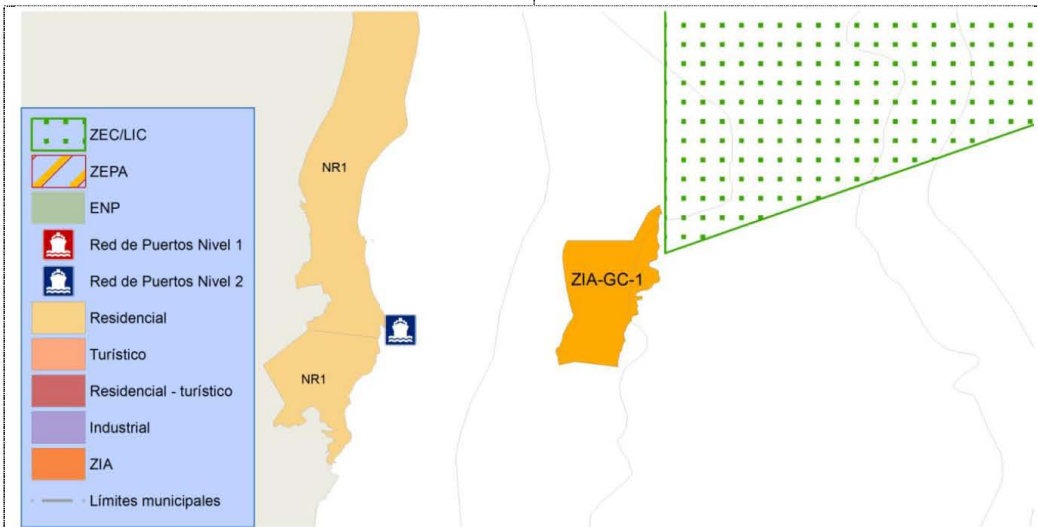 NR1
ZIA-GC-1
NR1
ZEC/LIC
ZEPA
ENP
Red de Puertos Nivel 1
Red de Puertos Nivel 2
Residencial
Turístico
Residencial - turístico
Industrial
ZIA
Límites municipales